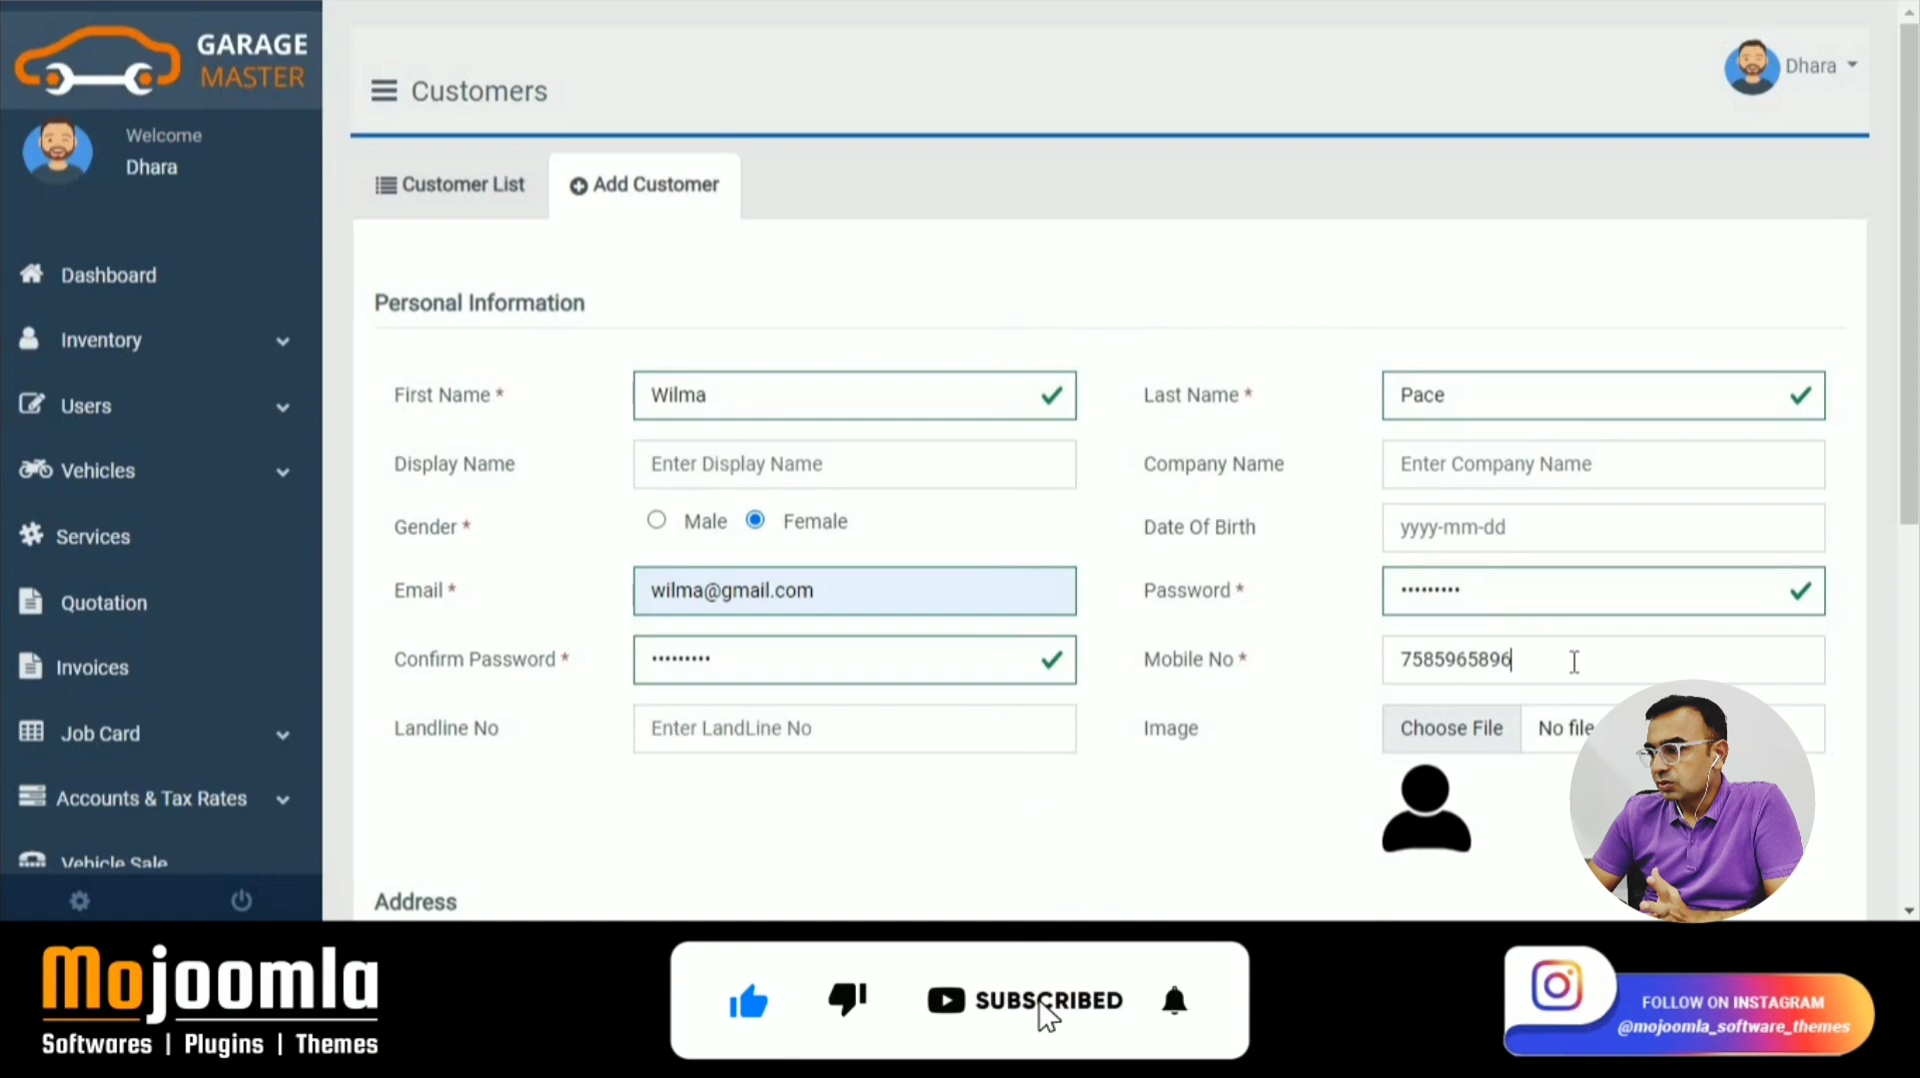 GARAGE
MASTER
Welcome
Dhara
Dashboard
Inventory
Users
Vehicles
Services
Quotation
Invoices
Job Card
Accounts & Tax Rates
Vehicle Sale
Customers
Dhara
Customer List
Add Customer
Personal Information
First Name * Wilma Last Name * Pace
Display Name Enter Display Name Company Name Enter Company Name
Gender * Male Female Date Of Birth yyyy-mm-dd
Email * wilma@gmail.com Password * •••••••••
Confirm Password * ••••••••• Mobile No * 7585965896
Landline No Enter LandLine No Image Choose File No file
Address
Mojoomla
Softwares | Plugins | Themes
SUBSCRIBED
FOLLOW ON INSTAGRAM
@mojoomla_software_themes